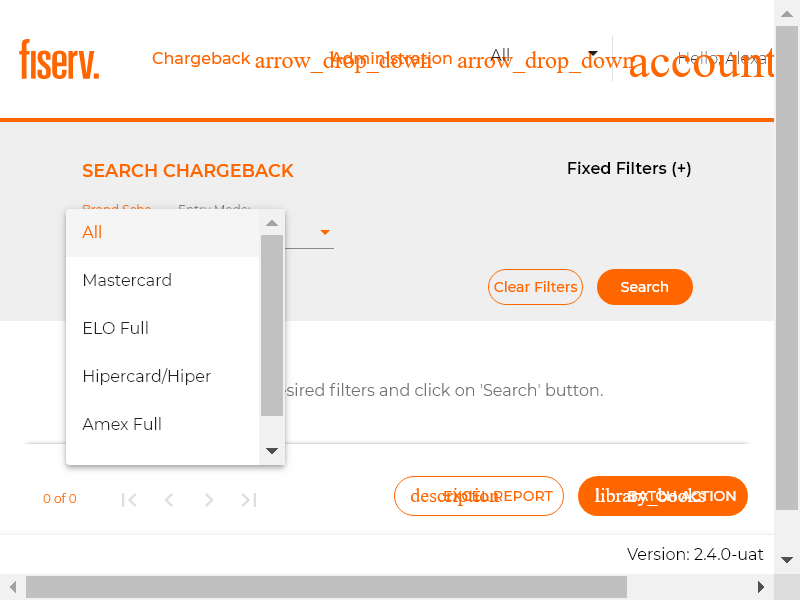 fiserv.
Chargeback arrow_drop_down Administration arrow_drop_down All account Hello, Alexa
SEARCH CHARGEBACK
Fixed Filters (+)
Brand Sche Entry Mode:
All
Mastercard
ELO Full
Hipercard/Hiper
Amex Full
Clear Filters
Search
esired filters and click on 'Search' button.
0 of 0
description EXCEL REPORT
library_books BATCH ACTION
Version: 2.4.0-uat